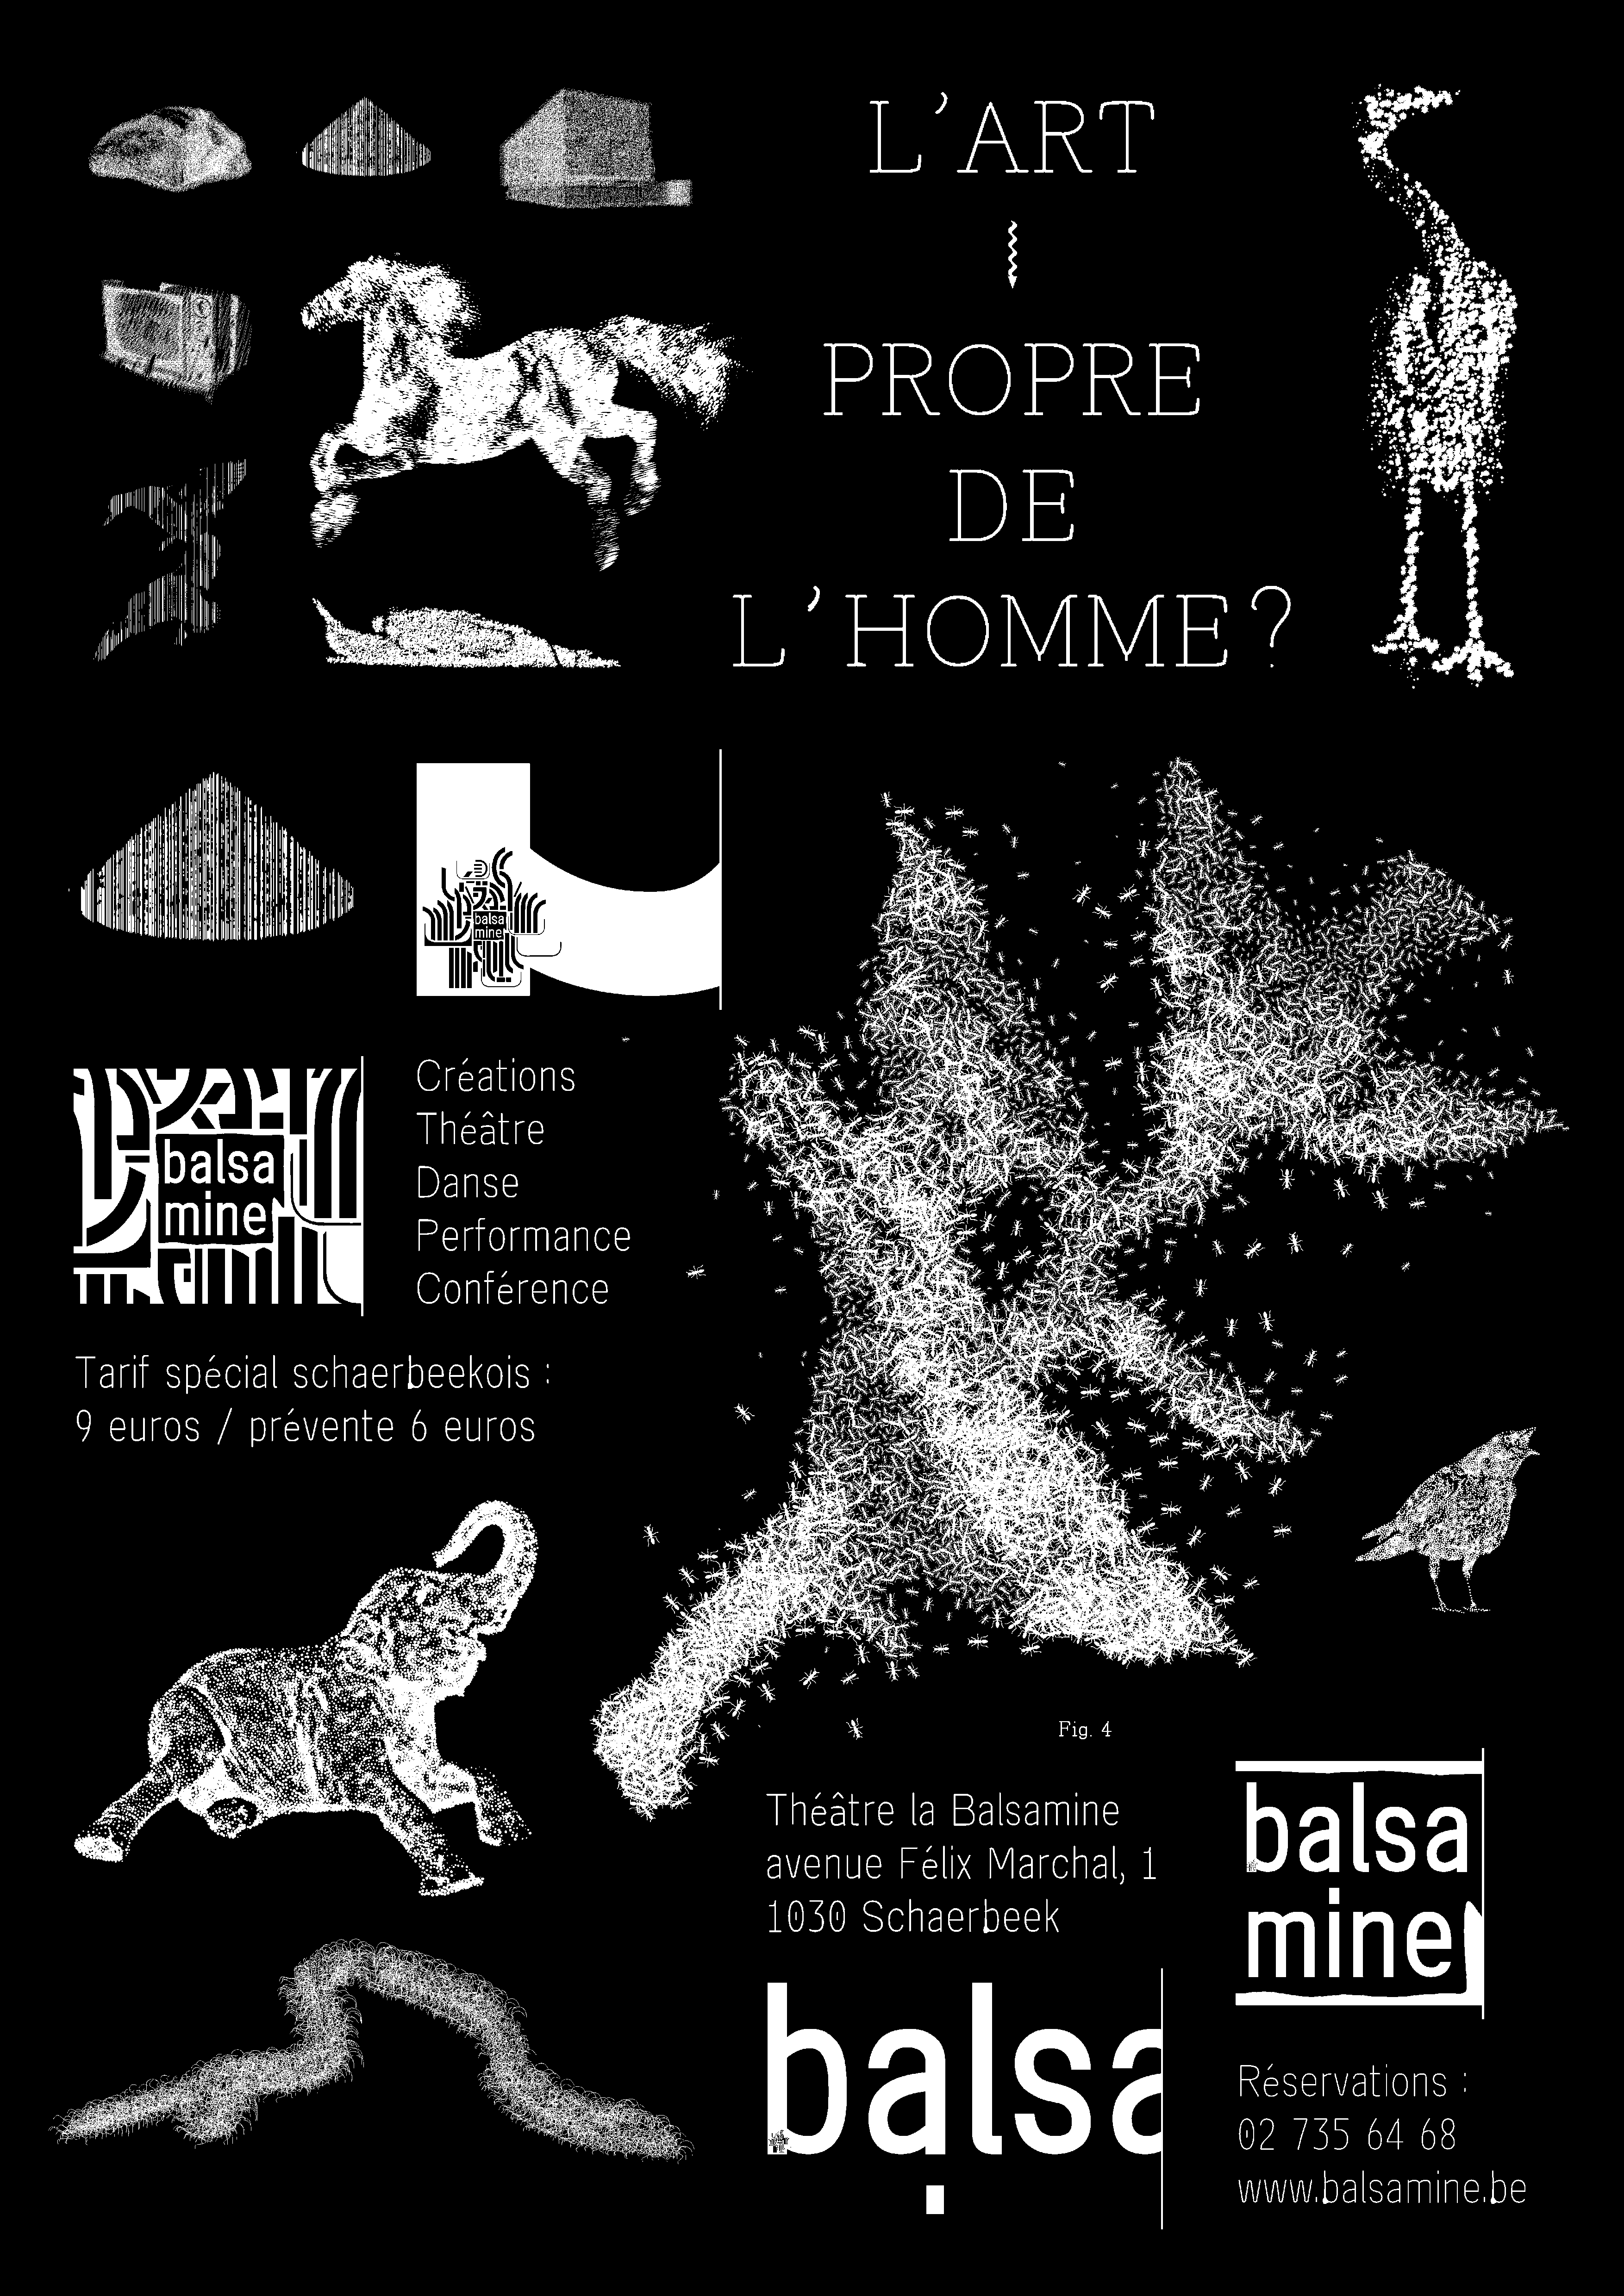 L’ART
PROPRE
DE
L’HOMME?
balsa
mine
balsa
mine
Créations
Théâtre
Danse
Performance
Conférence
Tarif spécial schaerbeekois :
9 euros / prévente 6 euros
Fig. 4
Théâtre la Balsamine
avenue Félix Marchal, 1
1030 Schaerbeek
balsa
mine
balsa
Réservations :
02 735 64 68
www.balsamine.be